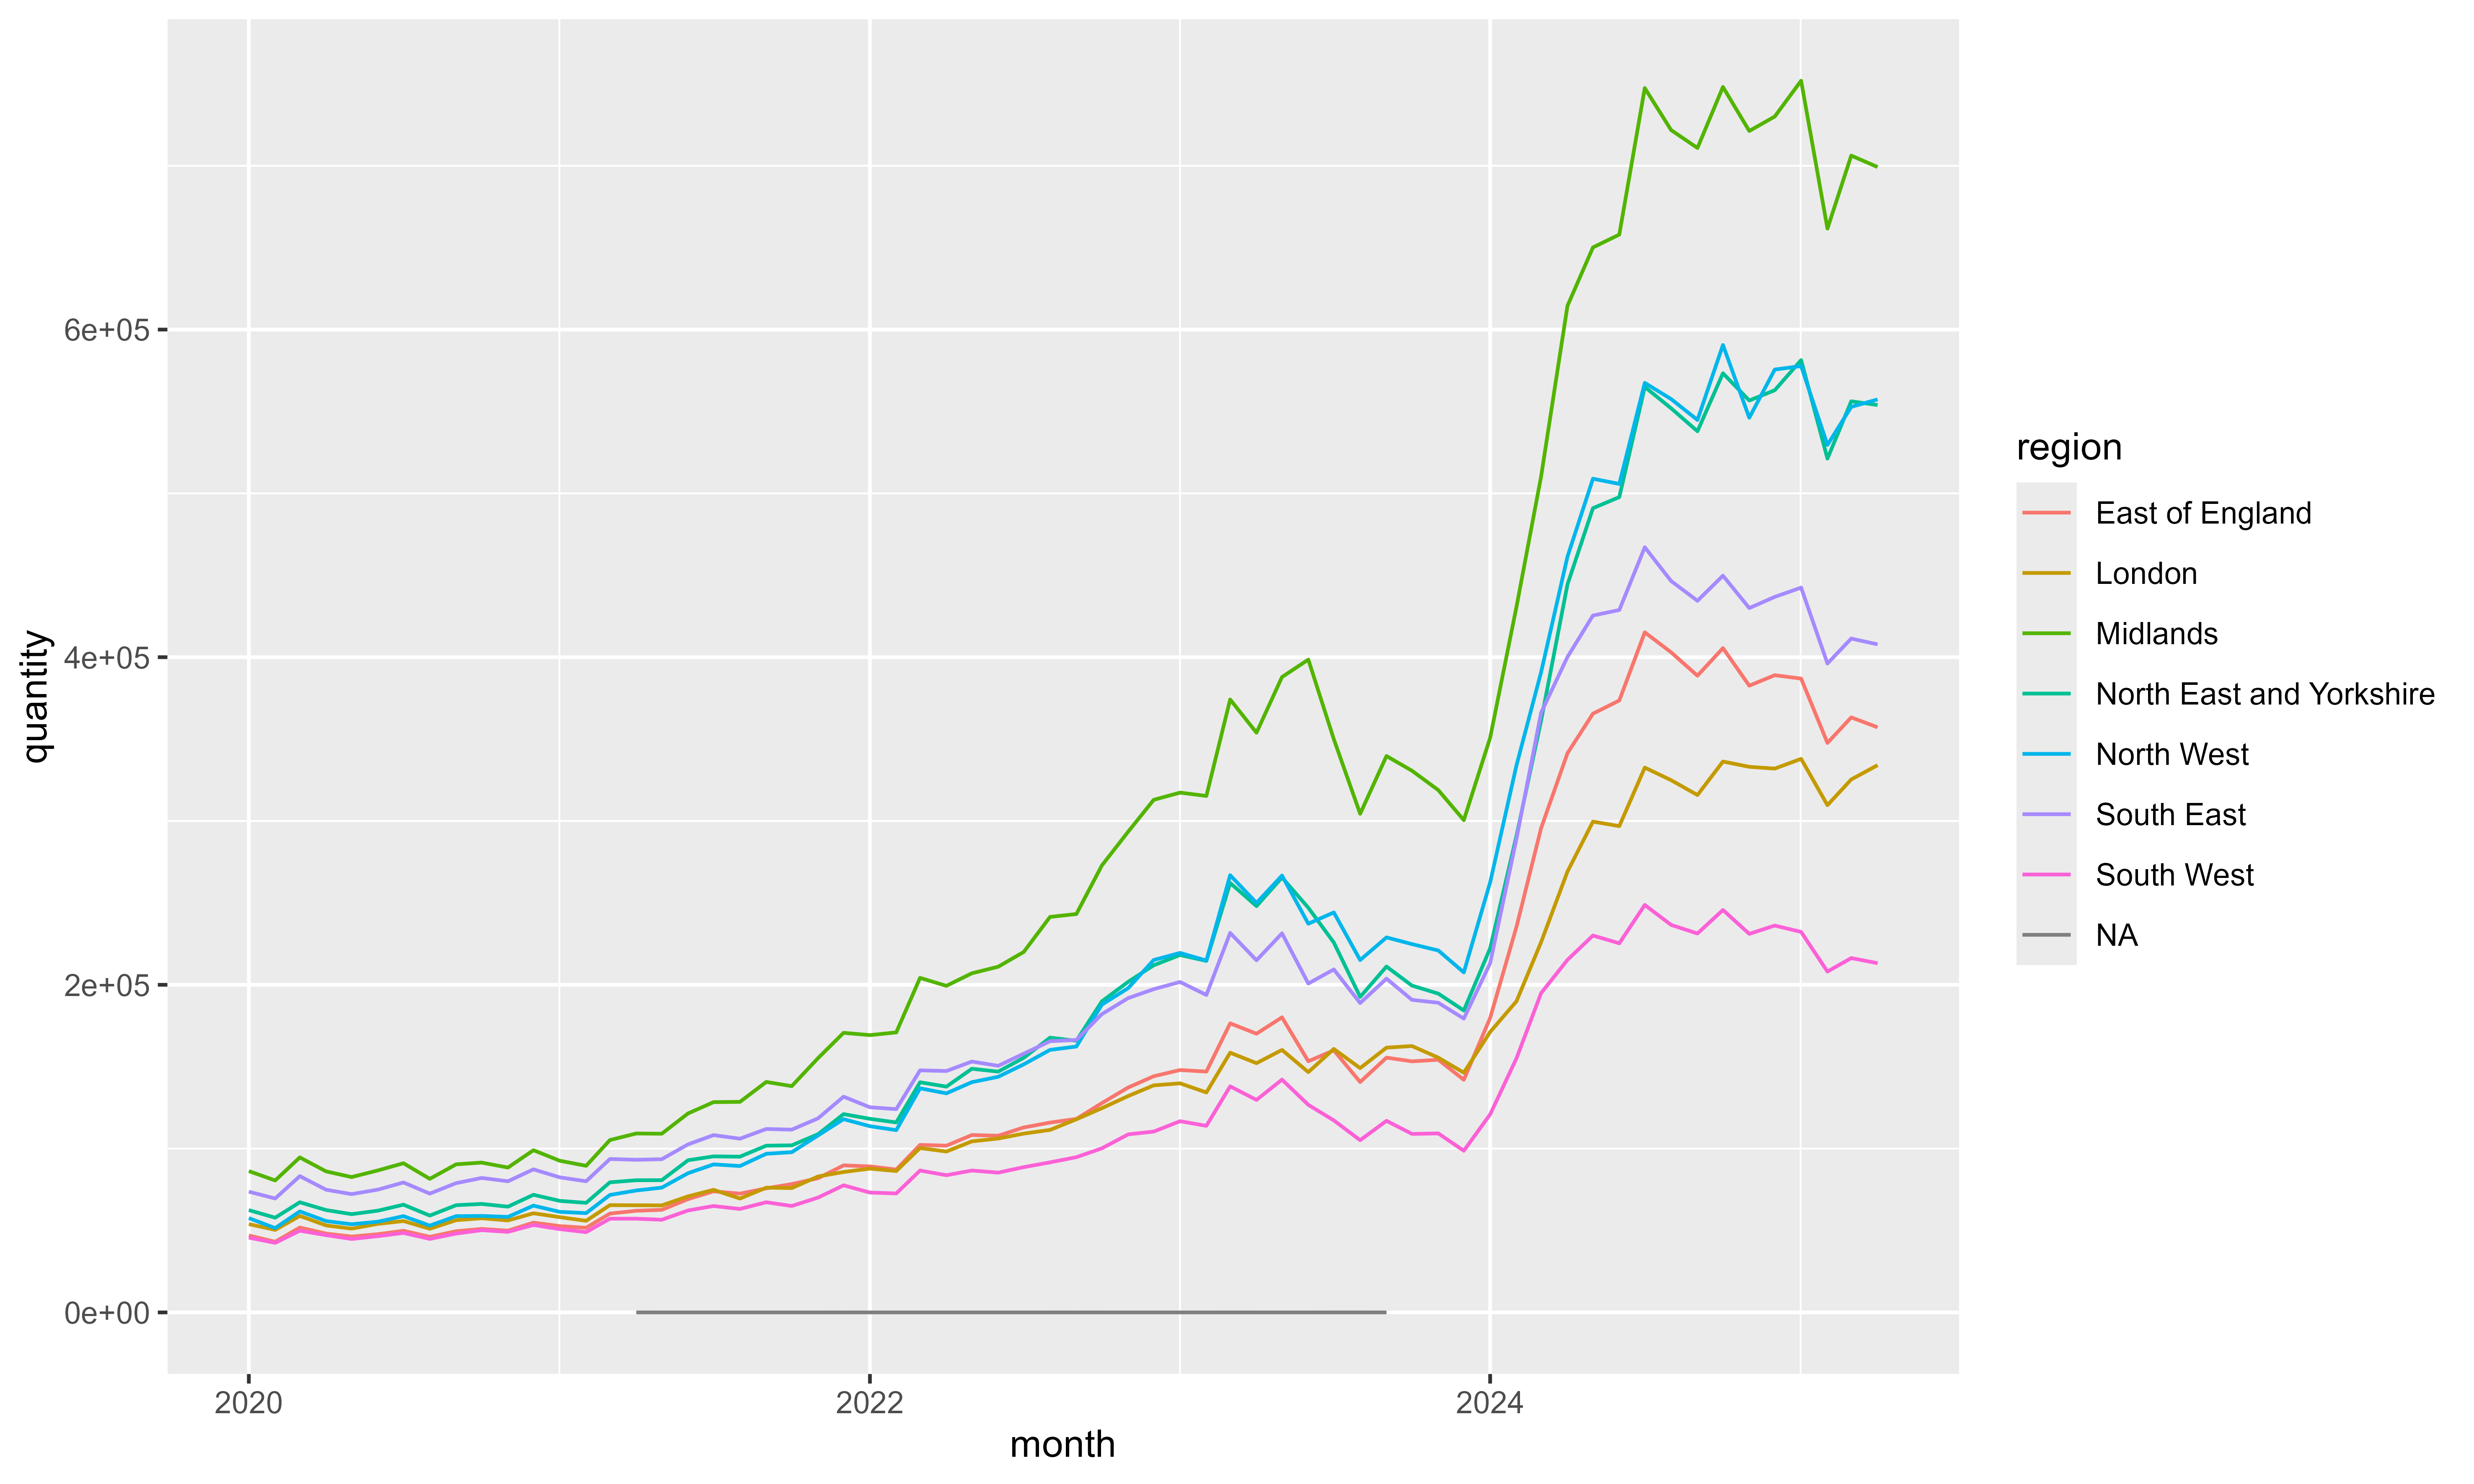 6e+05
4e+05
2e+05
0e+00
quantity
2020
2022
2024
month
region
East of England
London
Midlands
North East and Yorkshire
North West
South East
South West
NA